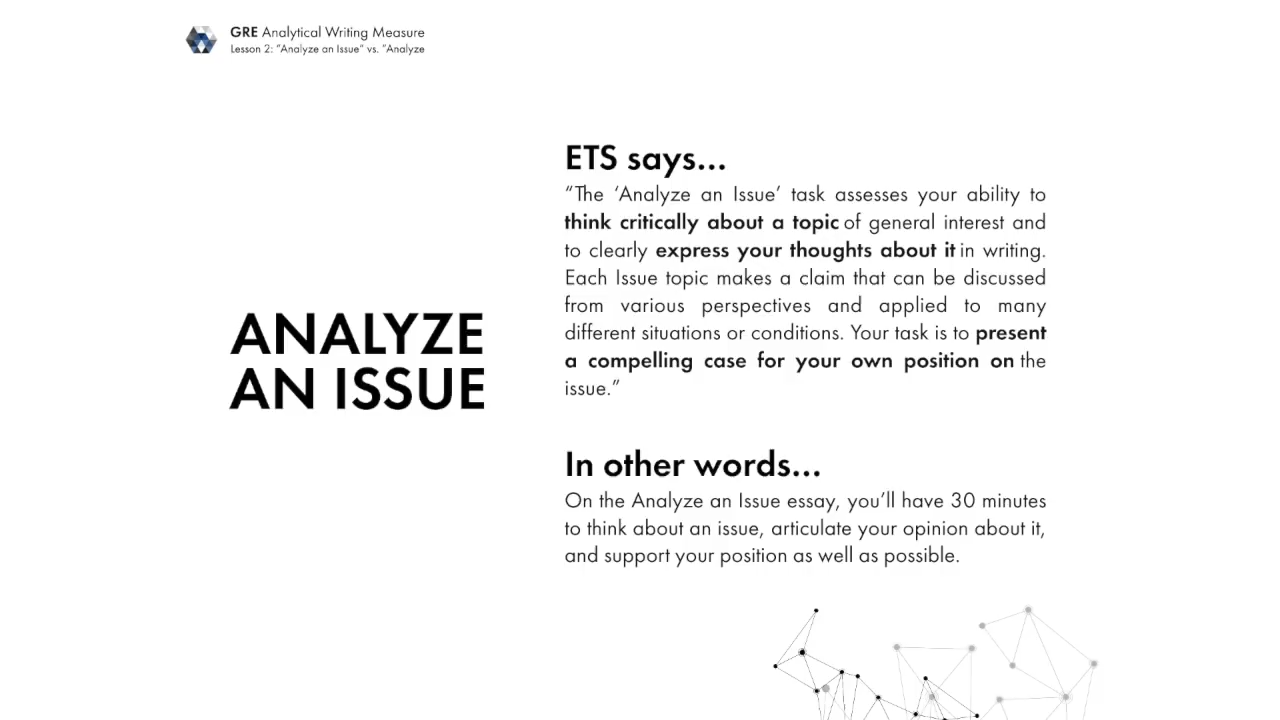 GRE Analytical Writing Measure
Lesson 2: “Analyze an Issue” vs. “Analyze
ANALYZE
AN ISSUE
ETS says...
“The ‘Analyze an Issue’ task assesses your ability to
think critically about a topic of general interest and
to clearly express your thoughts about it in writing.
Each Issue topic makes a claim that can be discussed
from various perspectives and applied to many
different situations or conditions. Your task is to present
a compelling case for your own position on the
issue.”
In other words...
On the Analyze an Issue essay, you’ll have 30 minutes
to think about an issue, articulate your opinion about it,
and support your position as well as possible.